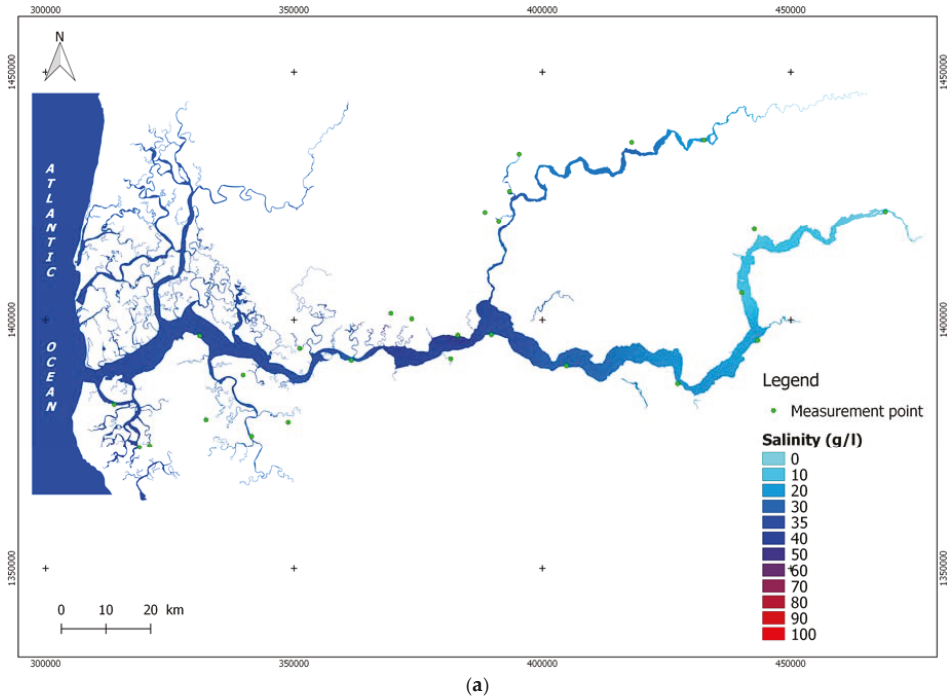 300000 350000 400000 450000
N
1450000 1450000
ATLANTIC
OCEAN
1400000 1400000
Legend
Measurement point
Salinity (g/l)
0
10
20
30
35
40
50
60
70
80
90
100
1350000 1350000
0 10 20 km
300000 350000 400000 450000
(a)